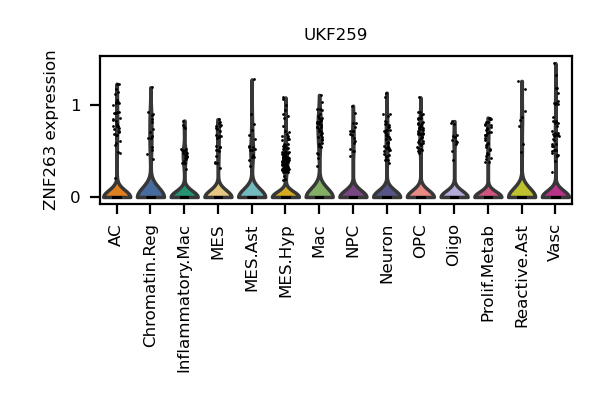 UKF259
ZNF263 expression
1
0
AC
Chromatin.Reg
Inflammatory.Mac
MES
MES.Ast
MES.Hyp
Mac
NPC
Neuron
OPC
Oligo
Prolif.Metab
Reactive.Ast
Vasc